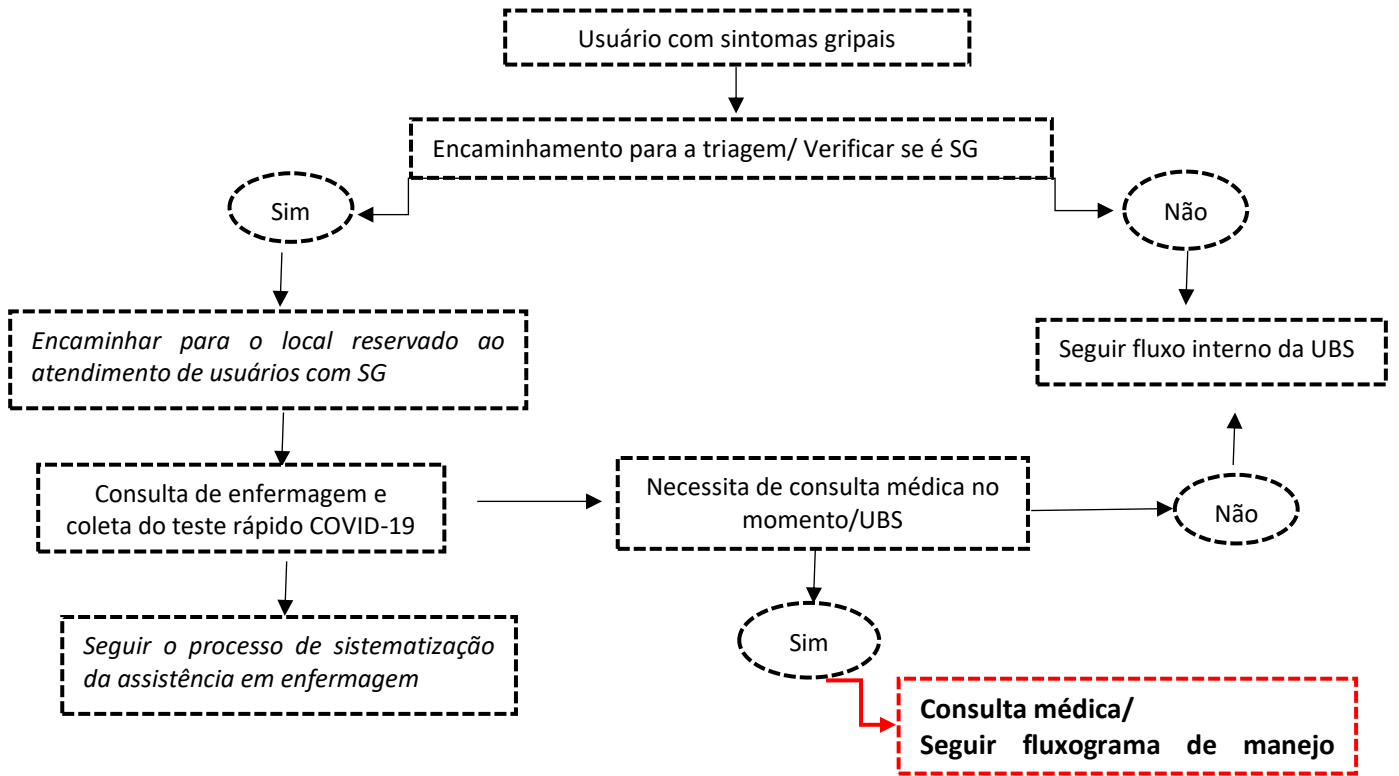 Usuário com sintomas gripais
Encaminhamento para a triagem/ Verificar se é SG
Sim
Não
Encaminhar para o local reservado ao
atendimento de usuários com SG
Seguir fluxo interno da UBS
Consulta de enfermagem e
coleta do teste rápido COVID-19
Necessita de consulta médica no
momento/UBS
Não
Seguir o processo de sistematização
da assistência em enfermagem
Sim
Consulta médica/
Seguir fluxograma de manejo